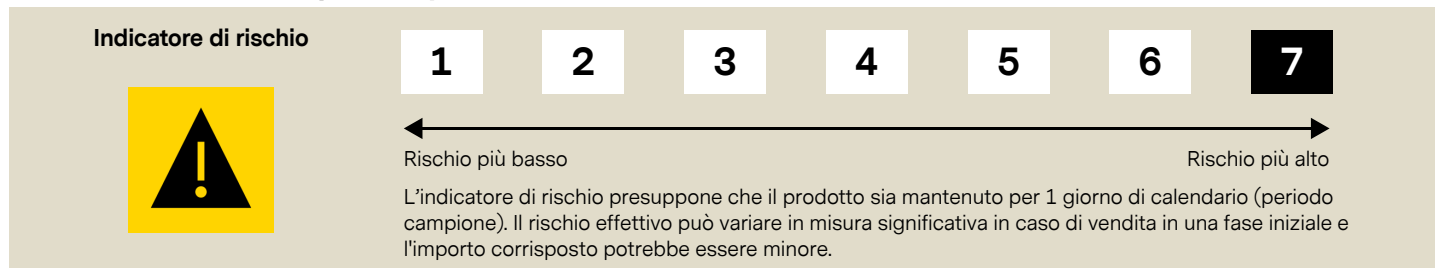 Indicatore di rischio
1 2 3 4 5 6 7
Rischio più basso Rischio più alto
L'indicatore di rischio presuppone che il prodotto sia mantenuto per 1 giorno di calendario (periodo
campione). Il rischio effettivo può variare in misura significativa in caso di vendita in una fase iniziale e
l'importo corrisposto potrebbe essere minore.